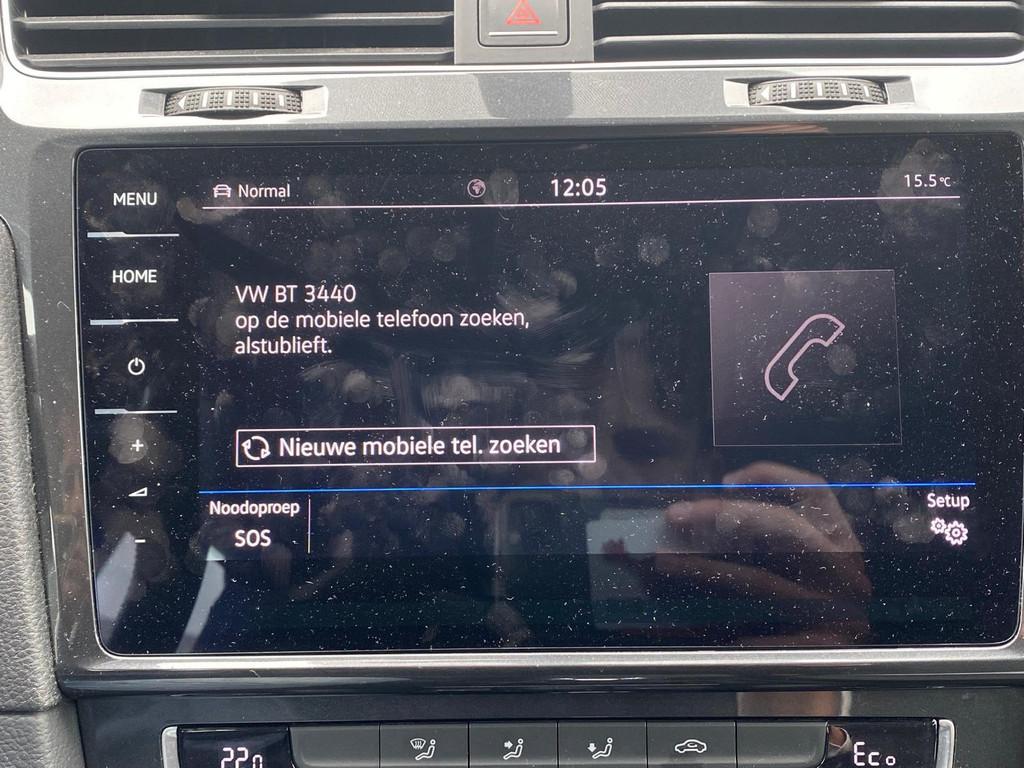 MENU
Normal
12:05
15.5°C
HOME
VW BT 3440
op de mobiele telefoon zoeken,
alstublieft.
+
Nieuwe mobiele tel. zoeken
-
Noodoproep
SOS
Setup
22.0
Eco